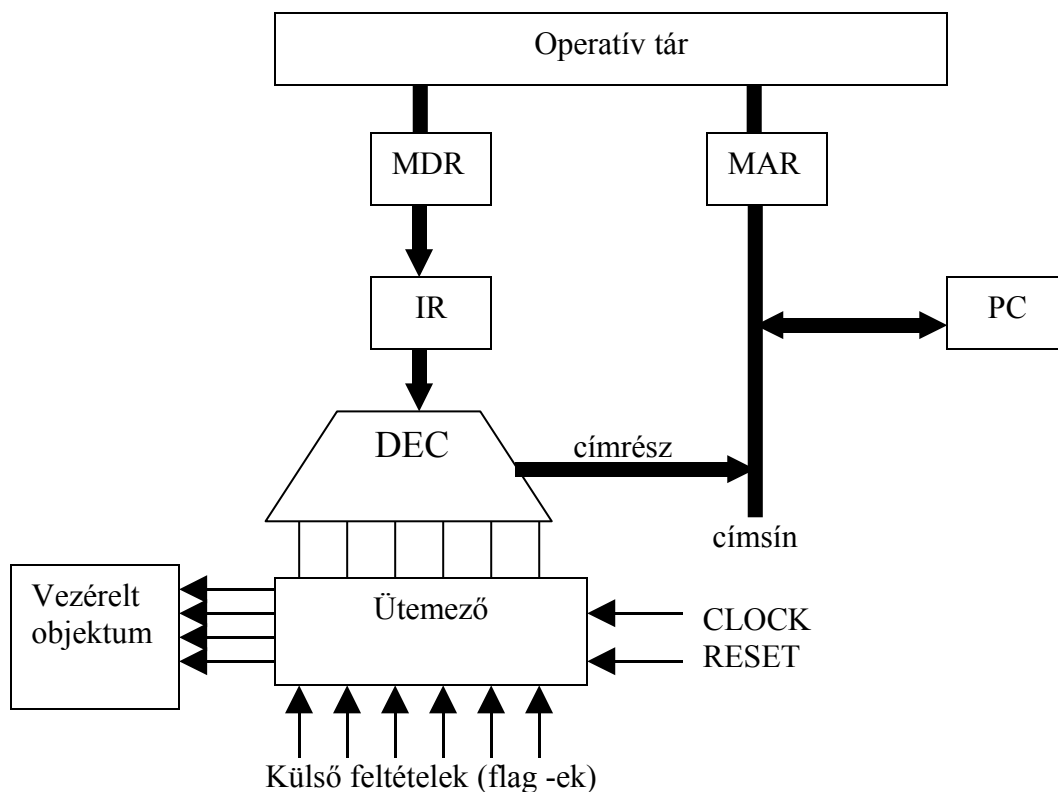 Operatív tár
MDR
MAR
IR
PC
DEC
címrész
címsín
Vezérelt
objektum
Ütemező
CLOCK
RESET
Külső feltételek (flag -ek)